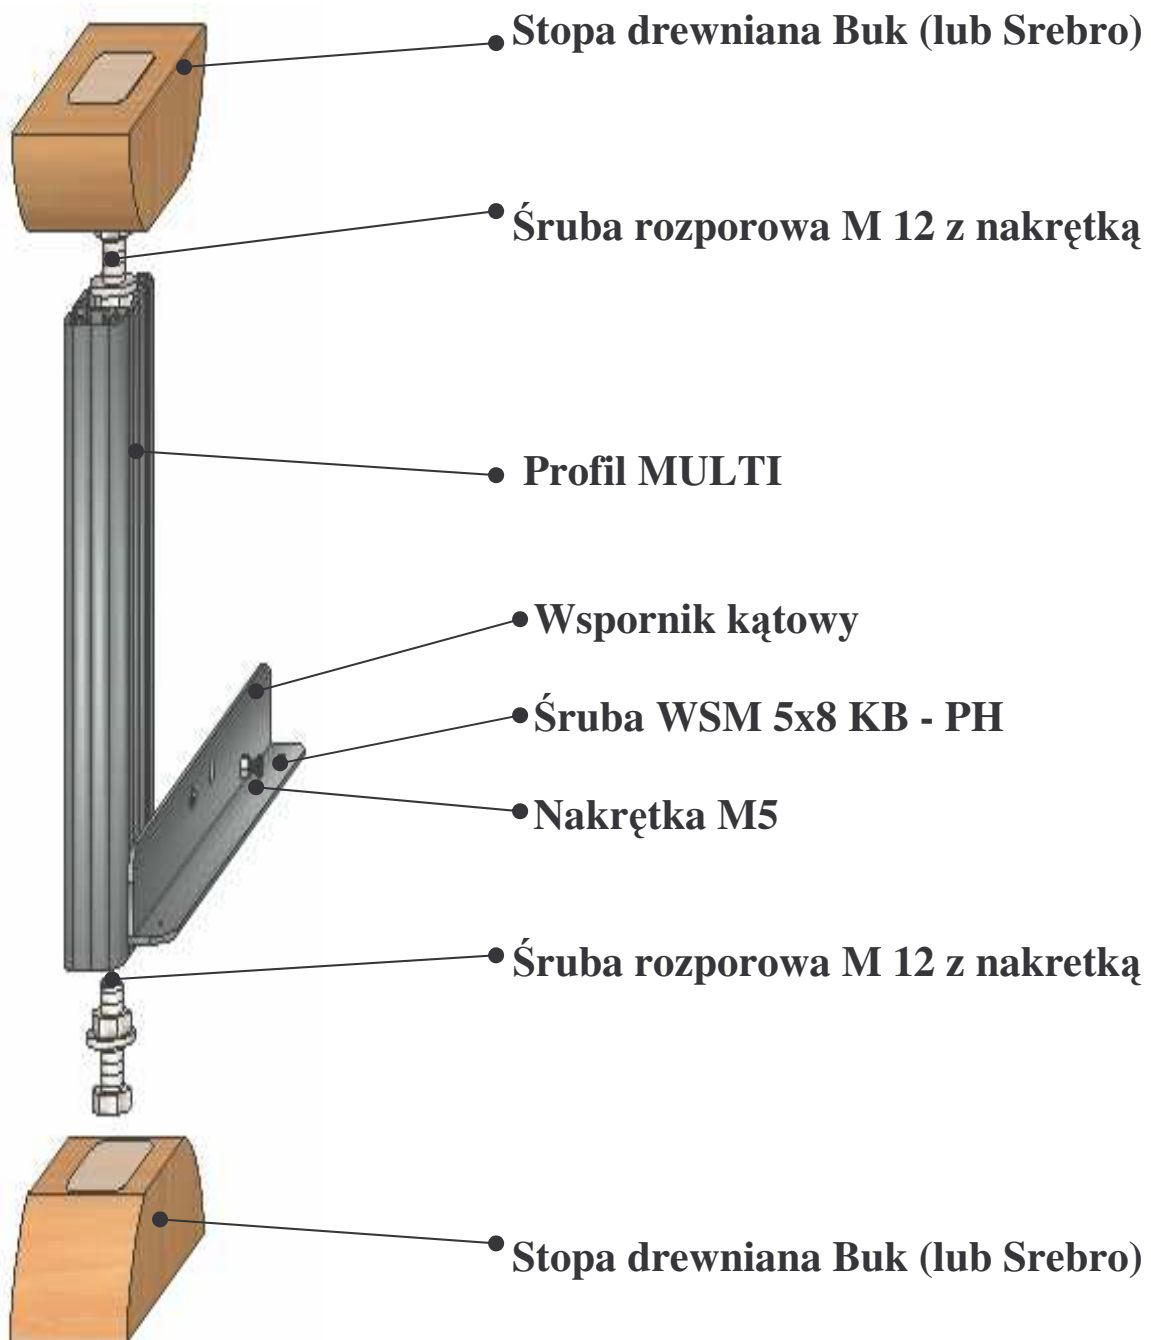 Stopa drewniana Buk (lub Srebro)
Śruba rozporowa M 12 z nakrętką
Profil MULTI
Wspornik kątowy
Śruba WSM 5x8 KB - PH
Nakrętka M5
Śruba rozporowa M 12 z nakretką
Stopa drewniana Buk (lub Srebro)